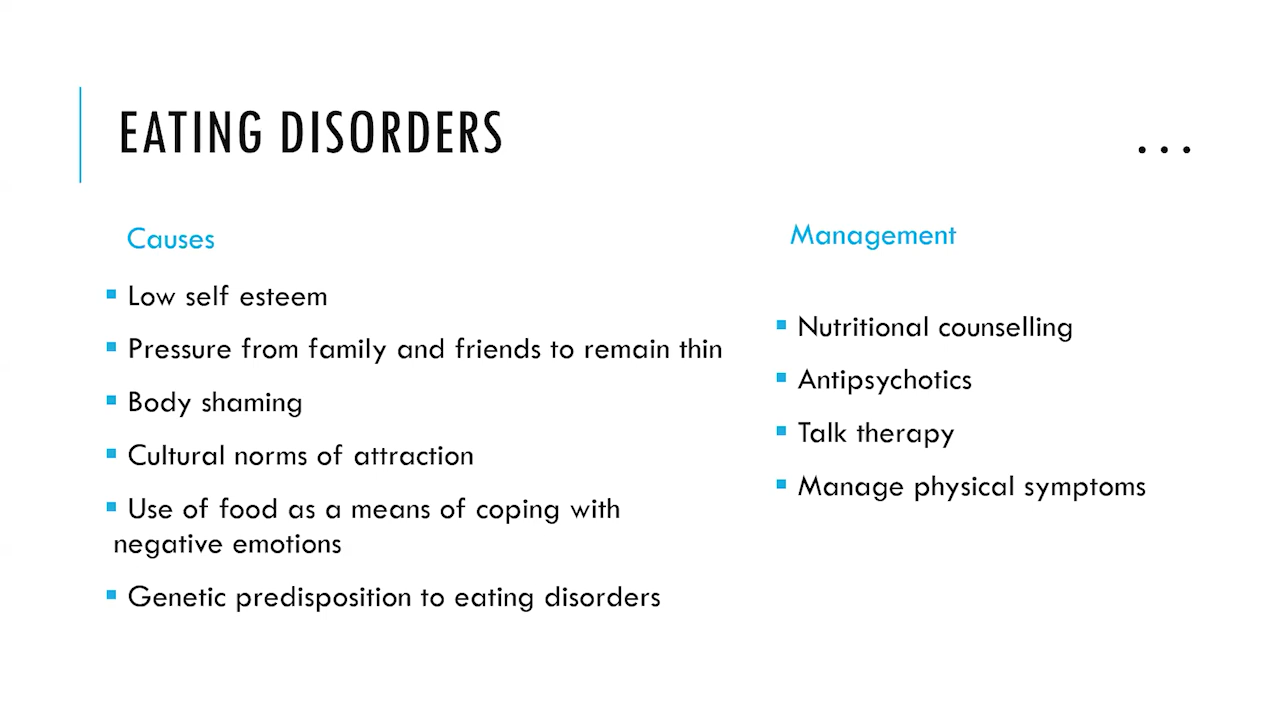 EATING DISORDERS
...
Causes
Low self esteem
Pressure from family and friends to remain thin
Body shaming
Cultural norms of attraction
Use of food as a means of coping with
negative emotions
Genetic predisposition to eating disorders
Management
Nutritional counselling
Antipsychotics
Talk therapy
Manage physical symptoms